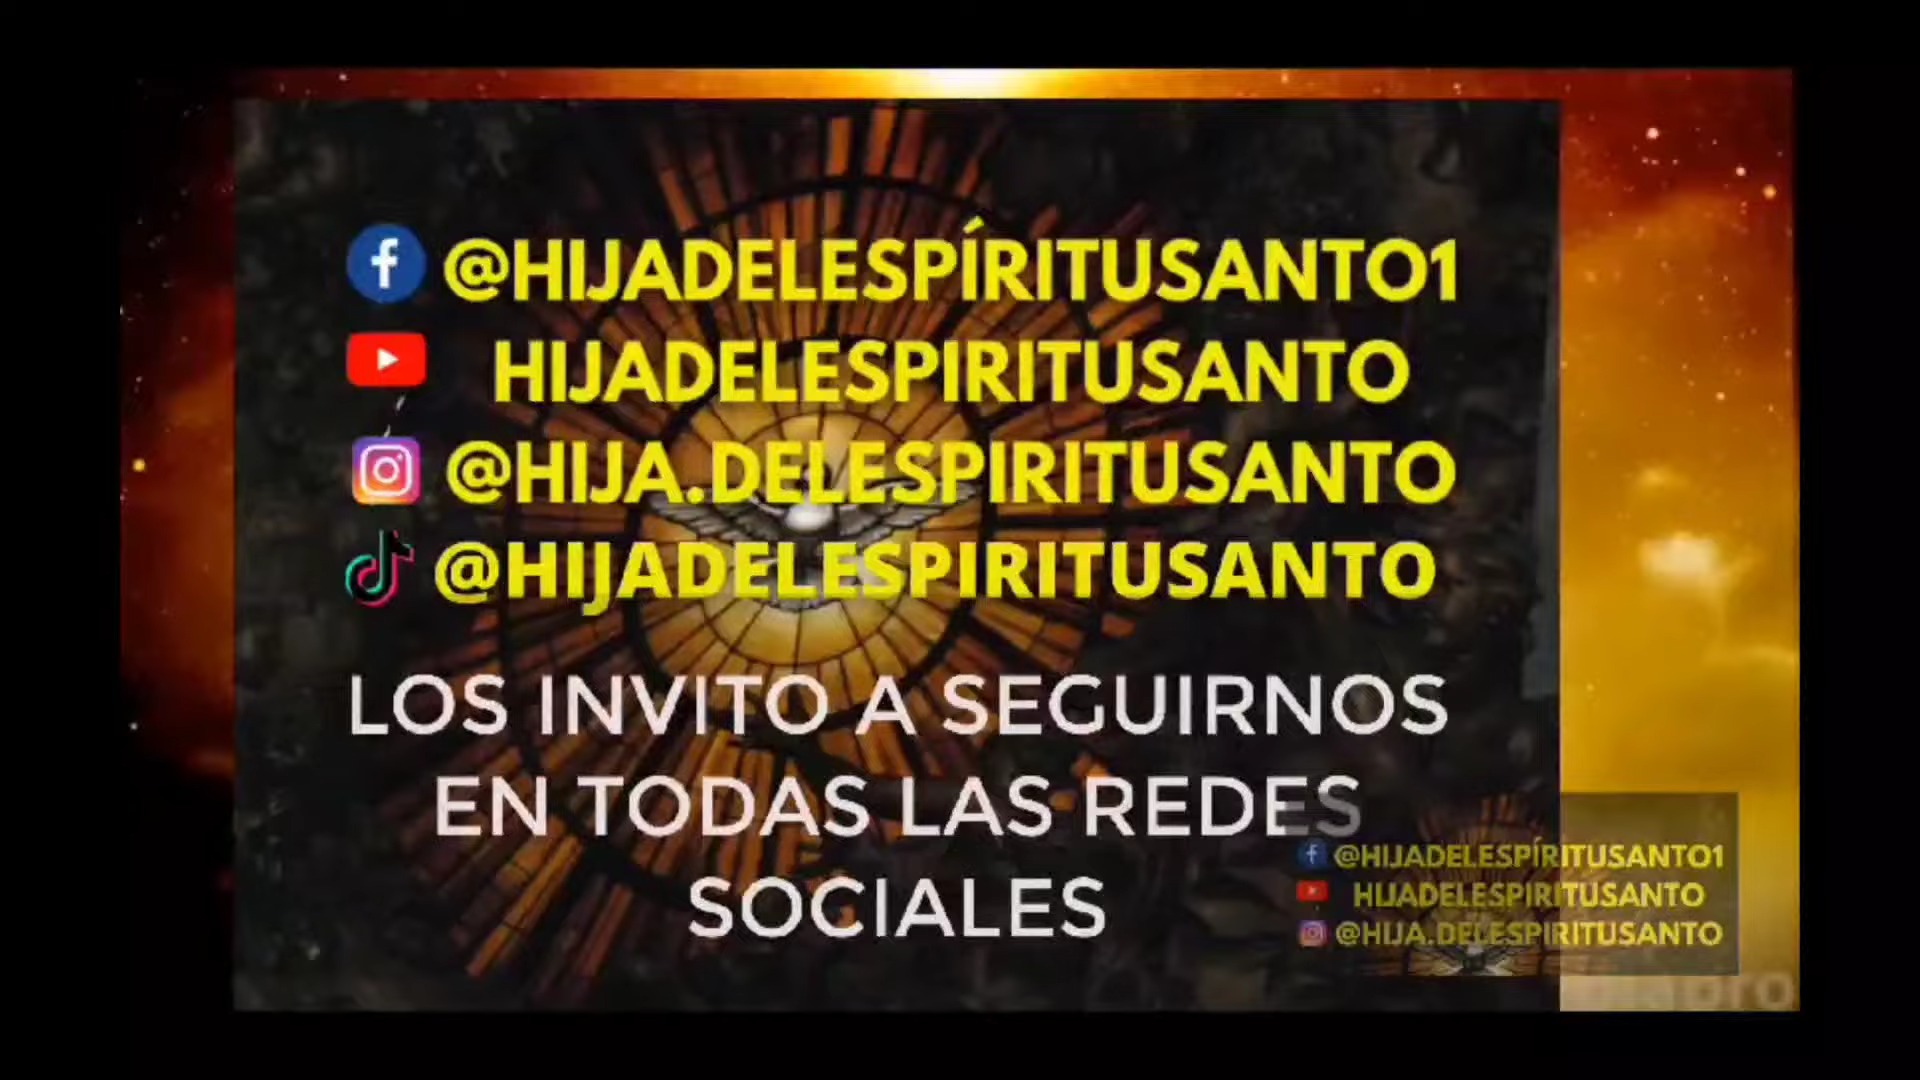 @HIJADELESPÍRITUSANTO1
HIJADELESPIRITUSANTO
@HIJA.DELESPIRITUSANTO
@HIJADELESPIRITUSANTO
LOS INVITO A SEGUIRNOS
EN TODAS LAS REDES
SOCIALES
@HIJADELESPÍRITUSANTO1
HIJADELESPIRITUSANTO
@HIJA.DELESPIRITUSANTO